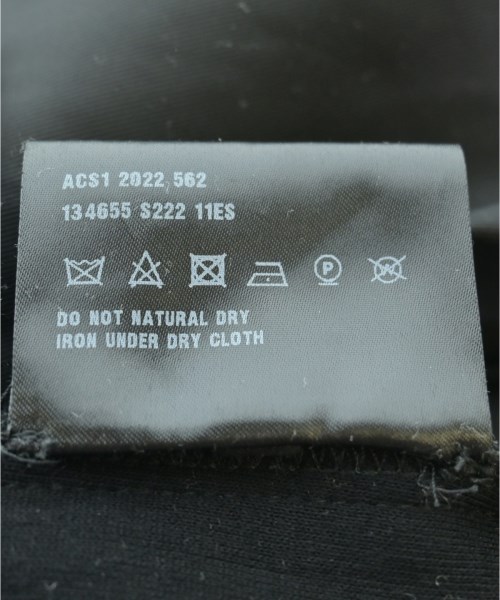 ACS1 2022 562
134655 S222 11ES
P W
DO NOT NATURAL DRY
IRON UNDER DRY CLOTH